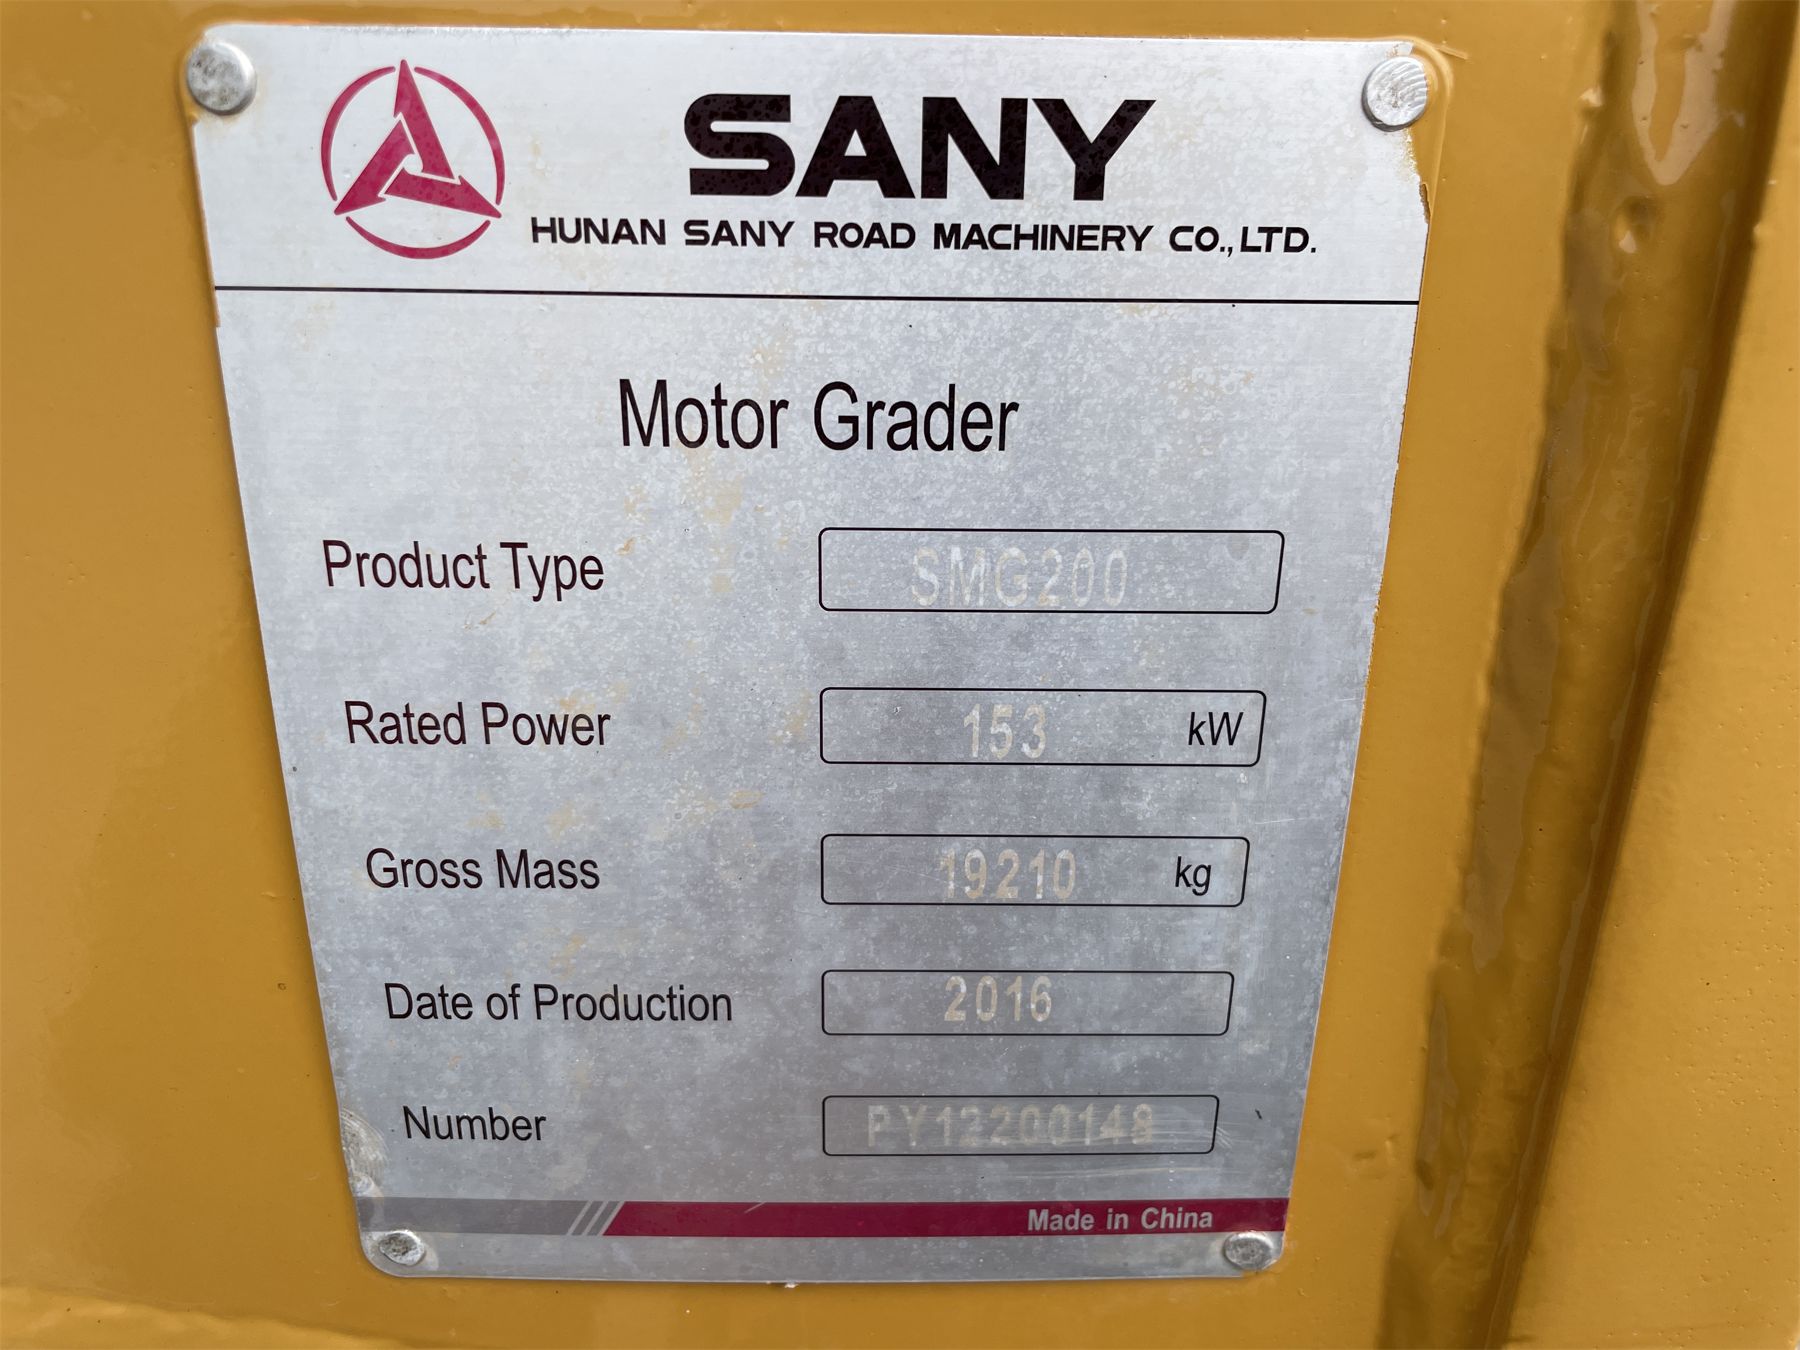 SANY
HUNAN SANY ROAD MACHINERY CO.,LTD.
Motor Grader
Product Type SMG200
Rated Power 153 kW
Gross Mass 19210 kg
Date of Production 2016
Number PY12200148
Made in China